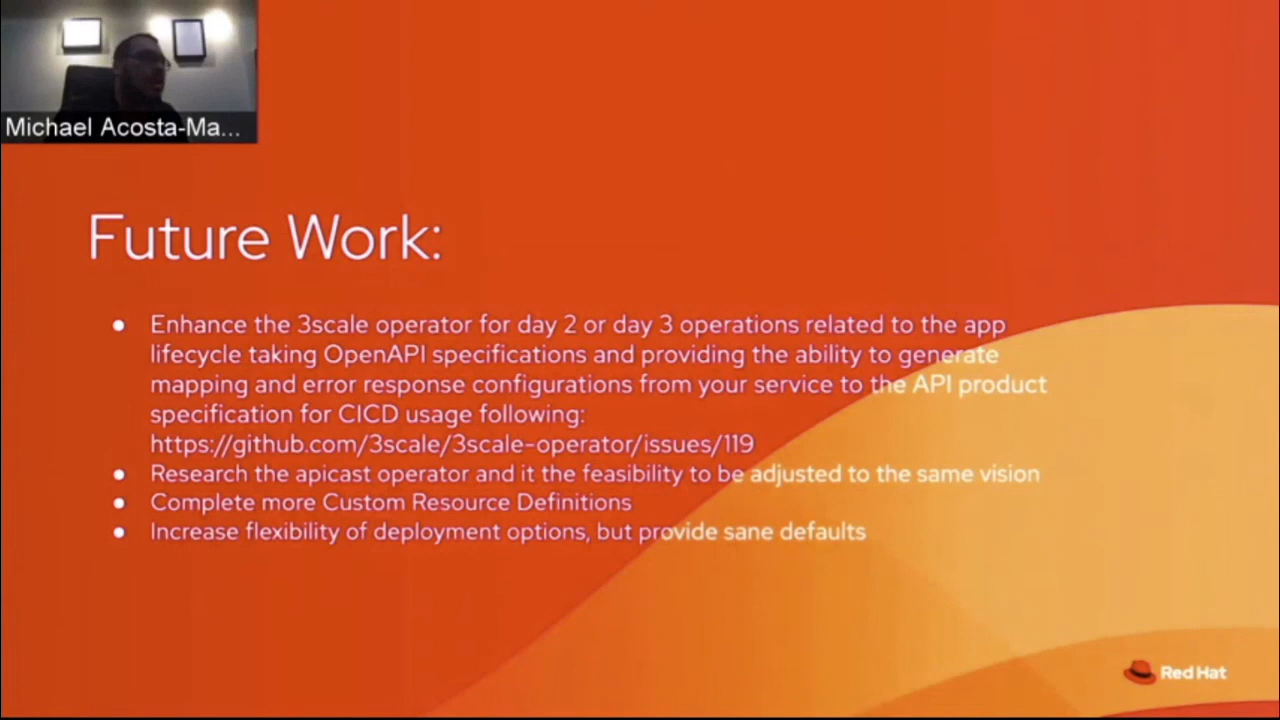 Michael Acosta-Ma...
Future Work:
● Enhance the 3scale operator for day 2 or day 3 operations related to the app
lifecycle taking OpenAPI specifications and providing the ability to generate
mapping and error response configurations from your service to the API product
specification for CICD usage following:
https://github.com/3scale/3scale-operator/issues/119
● Research the apicast operator and it the feasibility to be adjusted to the same vision
● Complete more Custom Resource Definitions
● Increase flexibility of deployment options, but provide sane defaults
Red Hat